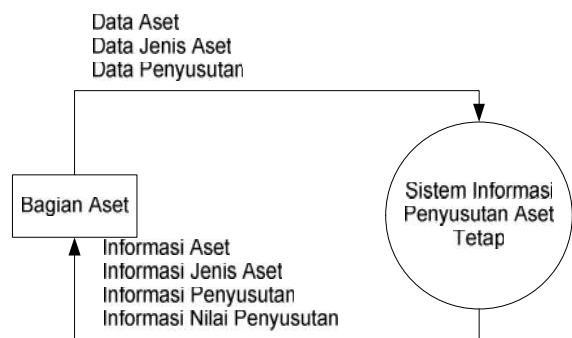 Data Aset
Data Jenis Aset
Data Penyusutan
Bagian Aset
Sistem Informasi
Penyusutan Aset
Tetap
Informasi Aset
Informasi Jenis Aset
Informasi Penyusutan
Informasi Nilai Penyusutan